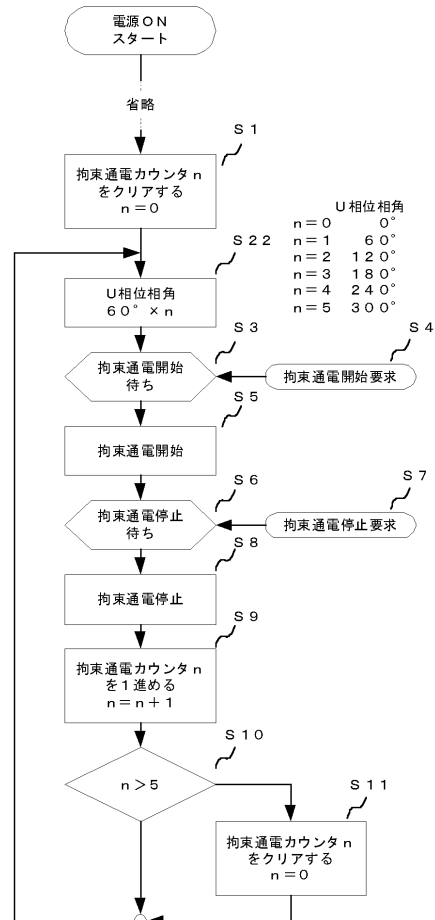 電源ON
スタート
省略
S1
拘束通電カウンタn
をクリアする
n=0
U相位相角
n=0 0°
n=1 60°
n=2 120°
n=3 180°
n=4 240°
n=5 300°
S22
U相位相角
60°×n
S3
拘束通電開始
待ち
S4
拘束通電開始要求
S5
拘束通電開始
S6
拘束通電停止
待ち
S7
拘束通電停止要求
S8
拘束通電停止
S9
拘束通電カウンタn
を1進める
n=n+1
S10
n>5
S11
拘束通電カウンタn
をクリアする
n=0